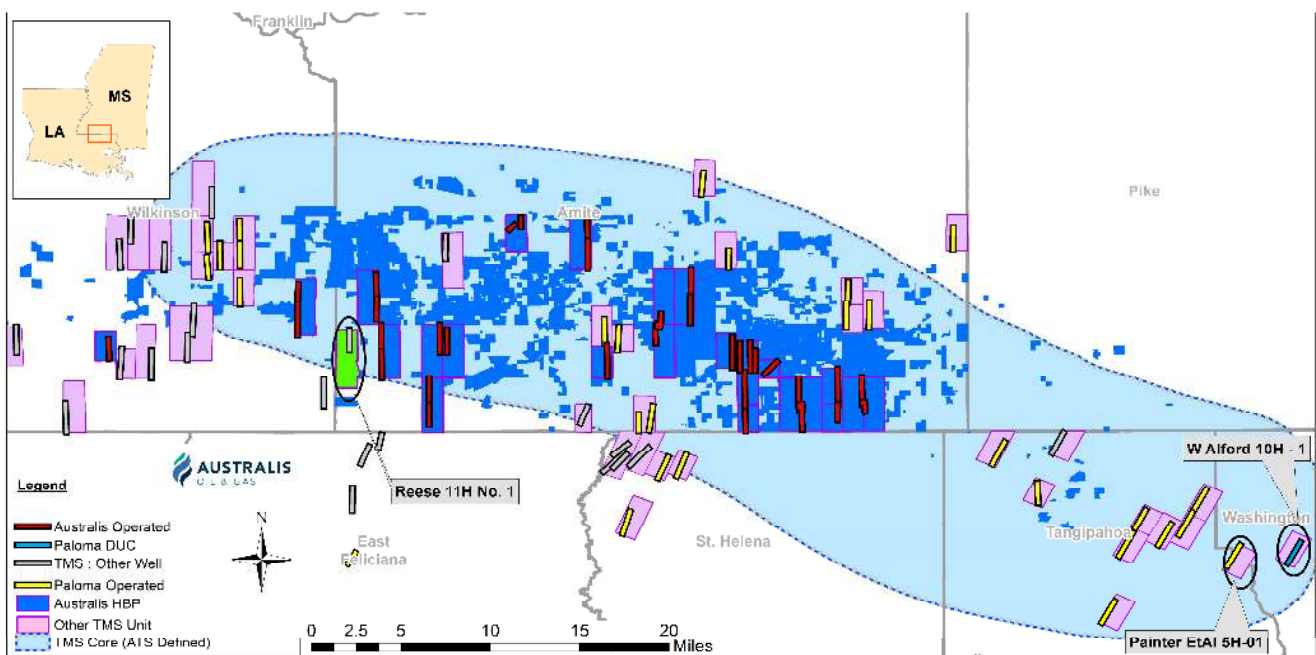 Franklin
MS
LA
Wilkinson
Amite
Pike
W Alford 10H - 1
AUSTRALIS
OIL & GAS
Reese 11H No. 1
Legend
Australis Operated
Paloma DUC
TMS : Other Well
Paloma Operated
Australis HBP
Other TMS Unit
TMS Core (ATS Defined)
N
East
Feliciana
St. Helena
Tangipahoa
Washington
0 2.5 5 10 15 20
Miles
Painter EtAl 5H-01